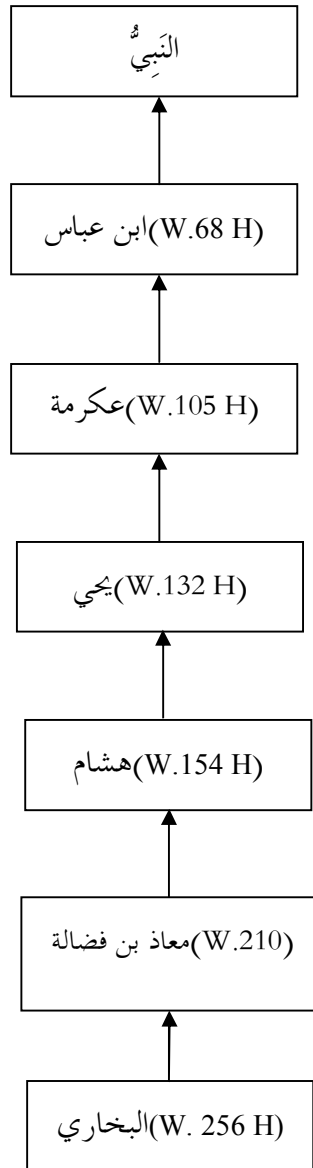 النَبِيُّ
ابن عباس(W.68 H)
عكرمة(W.105 H)
يحي(W.132 H)
هشام(W.154 H)
معاذ بن فضالة(W.210)
البخاري(W. 256 H)